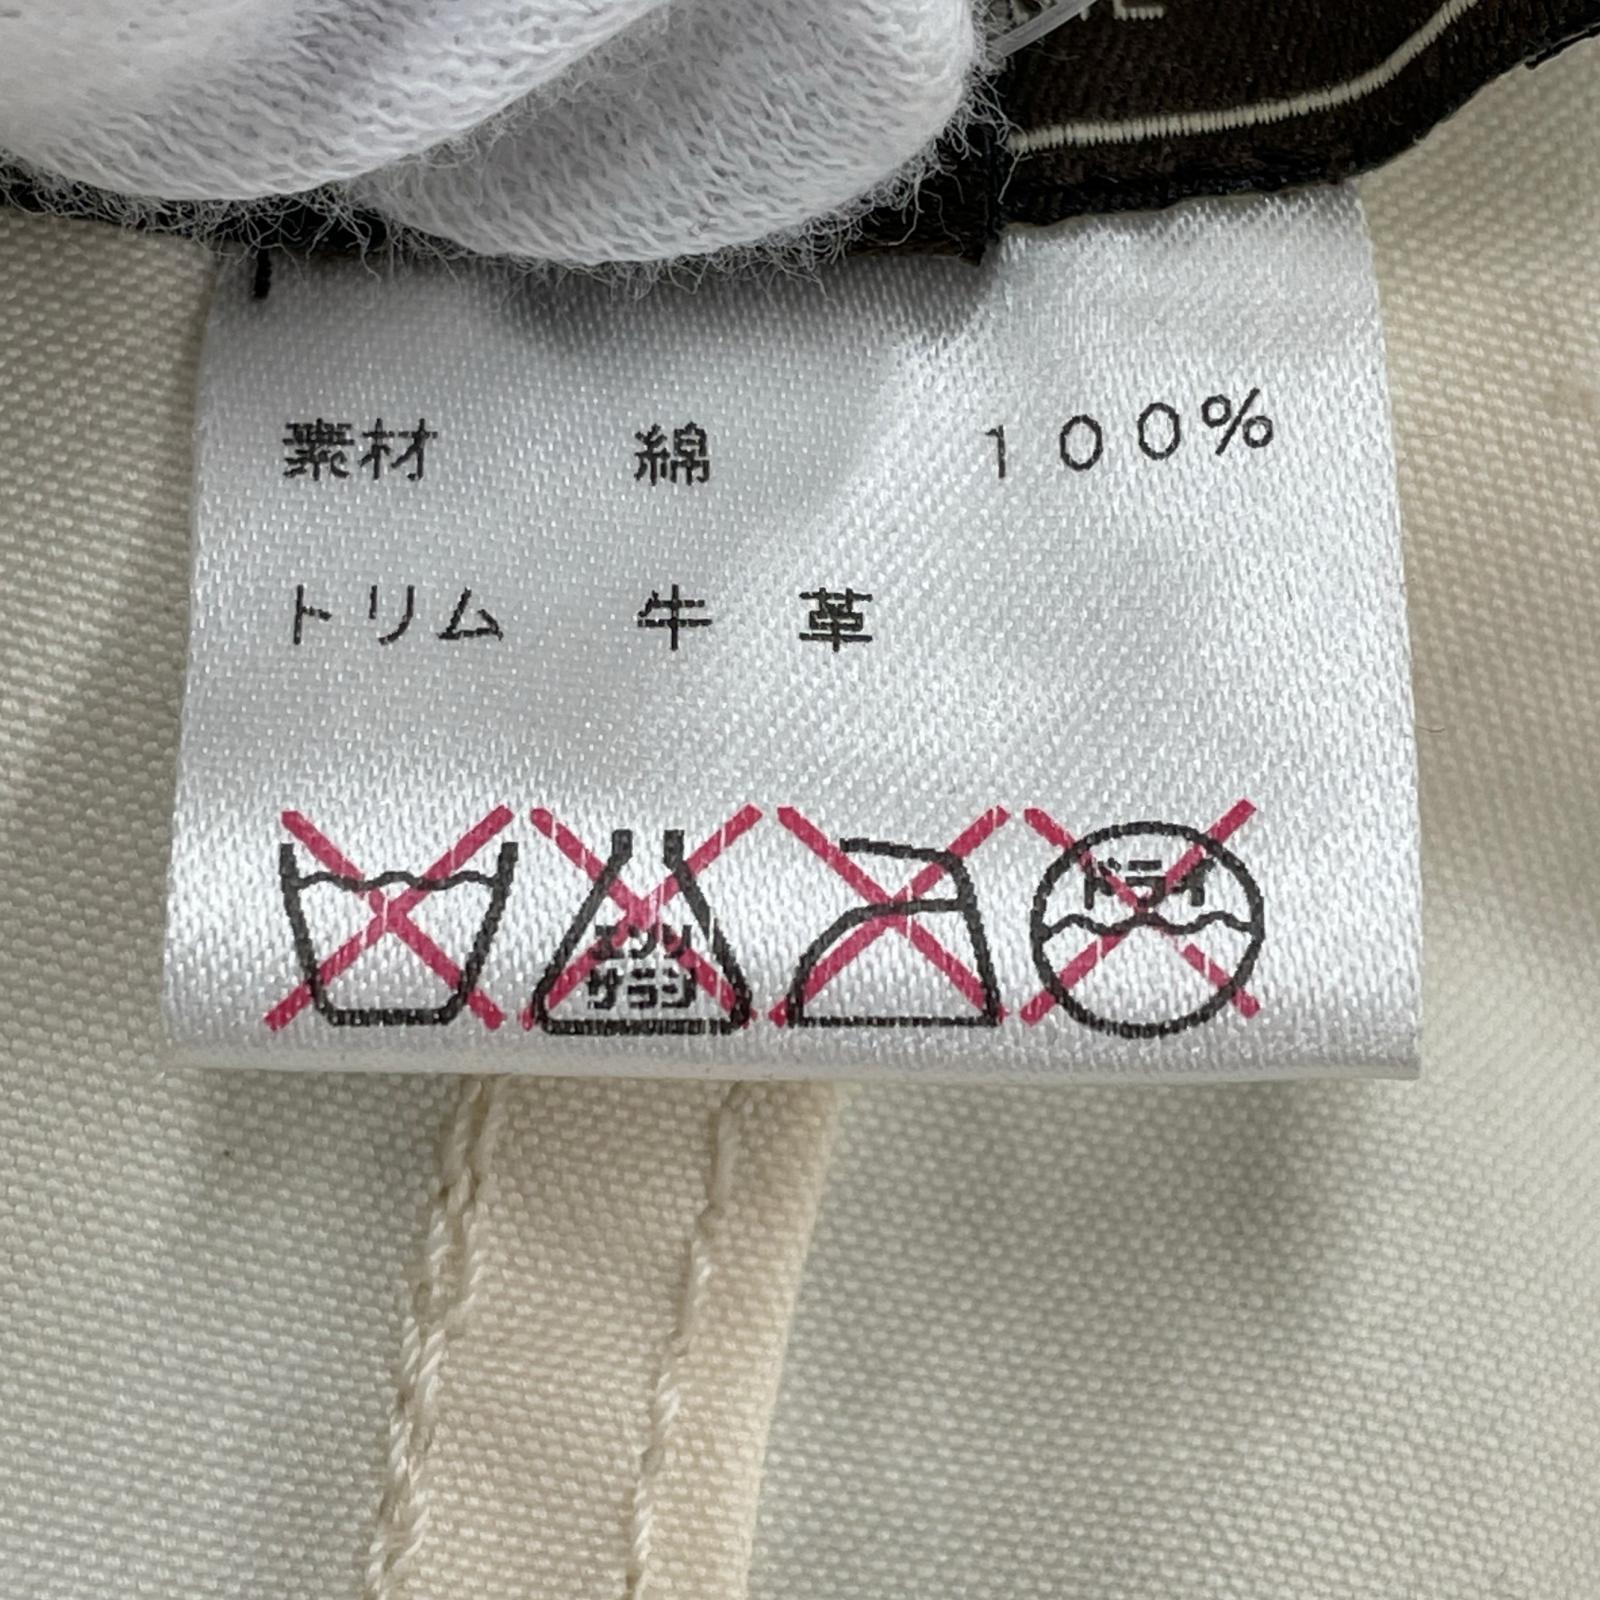 素材 綿 100%
トリム 牛革
エンソ
サラシ
ドライ